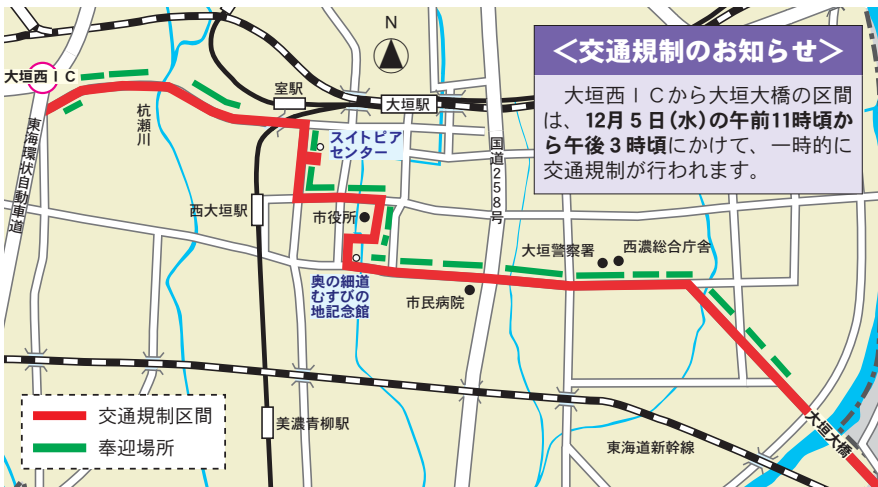 N
＜交通規制のお知らせ＞
大垣西ＩＣから大垣大橋の区間
は、12月５日（水）の午前11時頃か
ら午後３時頃にかけて、一時的に
交通規制が行われます。
大垣西ＩＣ
杭瀬川
東海環状自動車道
室駅
大垣駅
スイトピア
センター
国道258号
西大垣駅
市役所
大垣警察署
西濃総合庁舎
奥の細道
むすびの
地記念館
市民病院
交通規制区間
奉迎場所
美濃青柳駅
東海道新幹線
大垣大橋